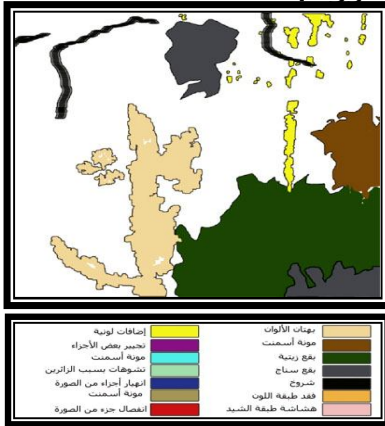 بهتان الألوان إضافات لونية
مونة أسمنت تجيير بعض الأجزاء
بقع زيتية مونة أسمنت
بقع سناج تشوهات بسبب الزائرين
شروخ انهيار أجزاء من الصورة
فقد طبقة اللون مونة أسمنت
هشاشة طبقة الشيد انفصال جزء من الصورة